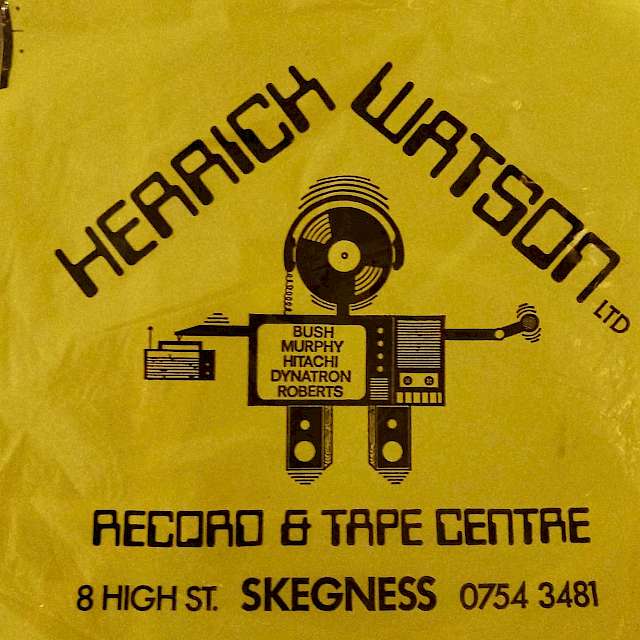 HERRICK WATSON LTD
BUSH
MURPHY
HITACHI
DYNATRON
ROBERTS
RECORD & TAPE CENTRE
8 HIGH ST. SKEGNESS 0754 3481